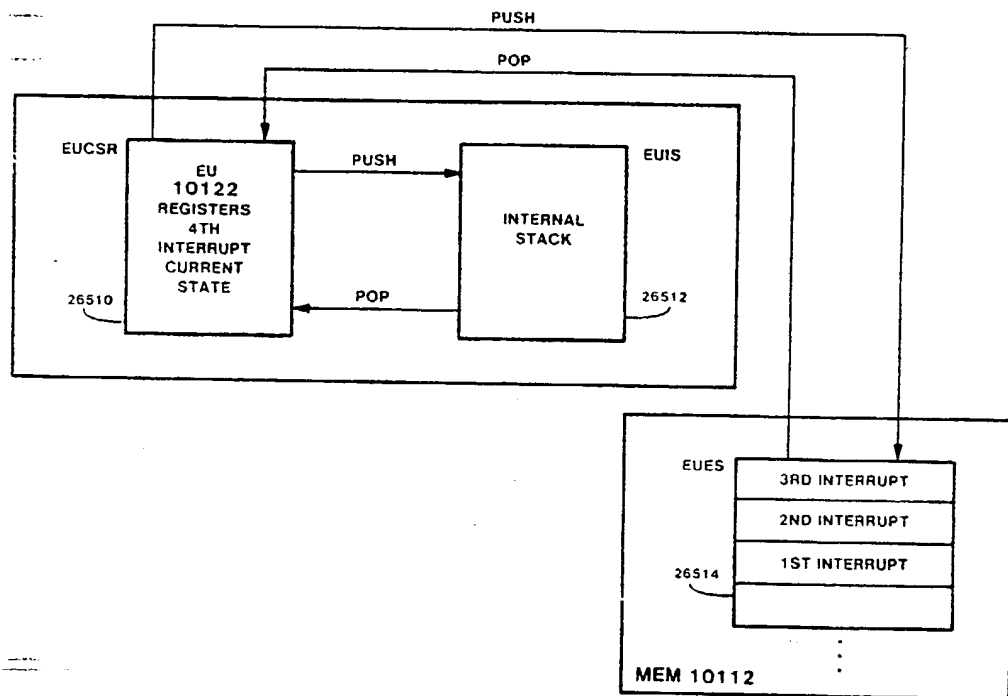 PUSH
POP
EUCSR
EU
10122
REGISTERS
4TH
INTERRUPT
CURRENT
STATE
26510
PUSH
POP
INTERNAL
STACK
EUIS
26512
EUES
3RD INTERRUPT
2ND INTERRUPT
1ST INTERRUPT
26514
MEM 10112